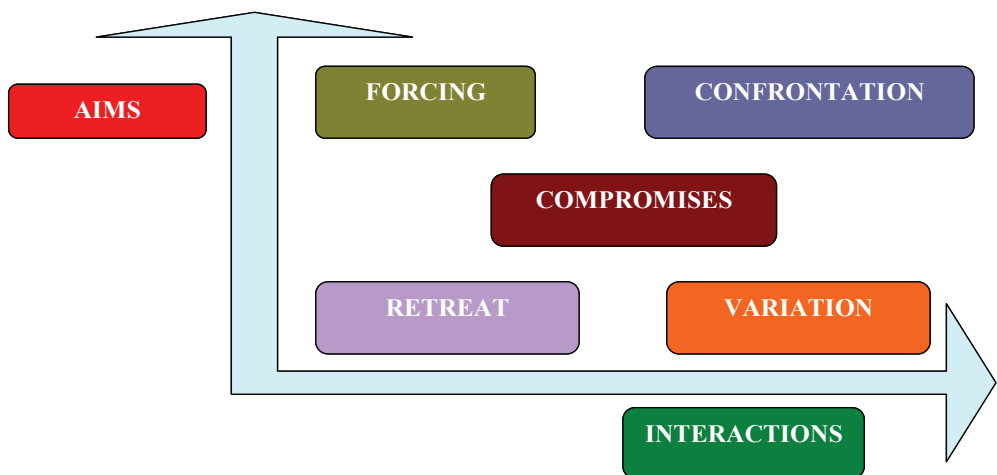 AIMS
FORCING
CONFRONTATION
COMPROMISES
RETREAT
VARIATION
INTERACTIONS